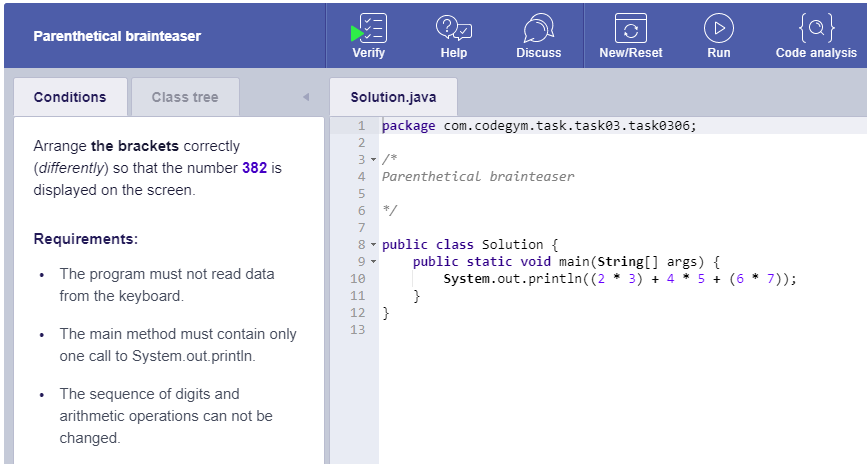 Parenthetical brainteaser
Verify
Help
Discuss
New/Reset
Run
Code analysis
Conditions
Class tree
Arrange the brackets correctly
(differently) so that the number 382 is
displayed on the screen.
Requirements:
• The program must not read data
from the keyboard.
• The main method must contain only
one call to System.out.println.
• The sequence of digits and
arithmetic operations can not be
changed.
Solution.java
1 package com.codegym.task.task03.task0306;
2
3 /*
4 Parenthetical brainteaser
5
6 */
7
8 public class Solution {
9 public static void main(String[] args) {
10 System.out.println((2 * 3) + 4 * 5 + (6 * 7));
11 }
12 }
13